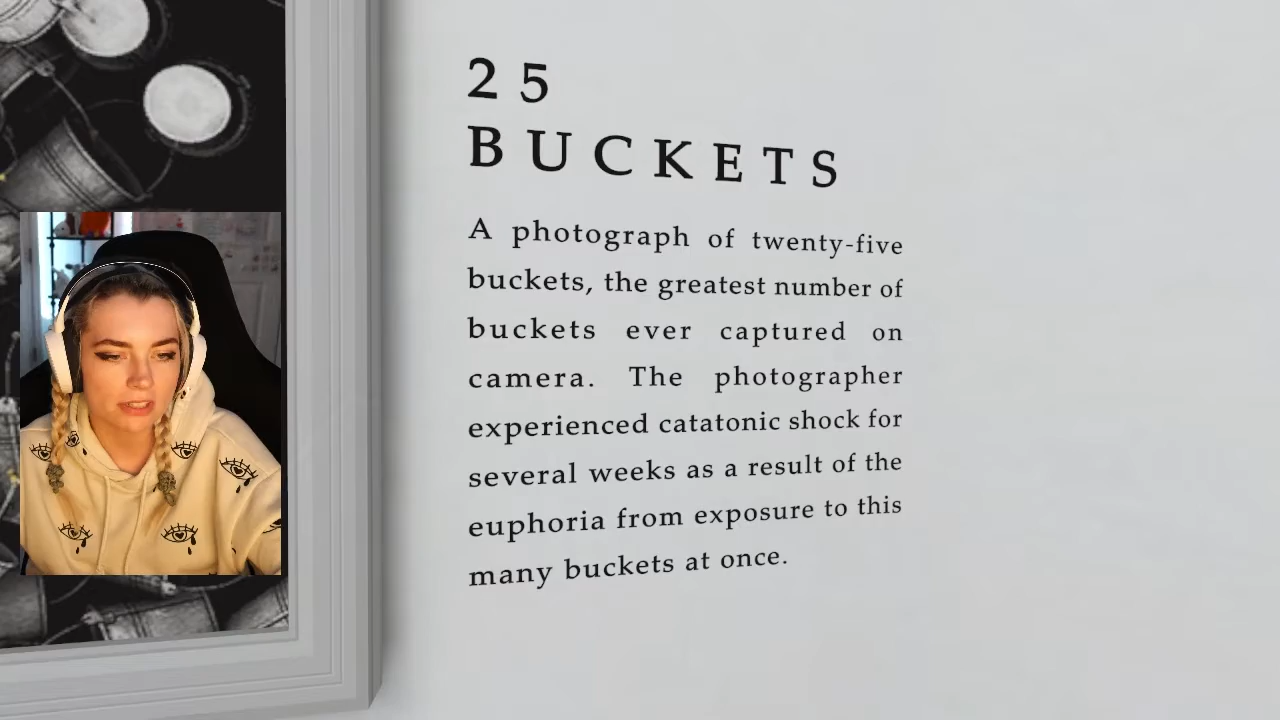 25
BUCKETS
A photograph of twenty-five
buckets, the greatest number of
buckets ever captured on
camera. The photographer
experienced catatonic shock for
several weeks as a result of the
euphoria from exposure to this
many buckets at once.